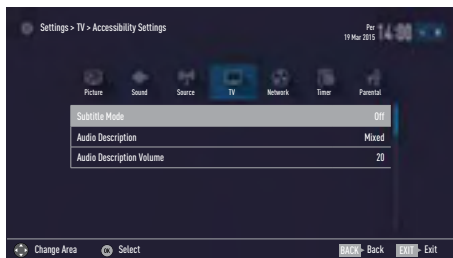 Settings > TV > Accessibility Settings
Per
19 Mar 2015 14:00
Picture Sound Source TV Network Timer Parental
Subtitle Mode Off
Audio Description Mixed
Audio Description Volume 20
Change Area OK Select BACK Back EXIT Exit